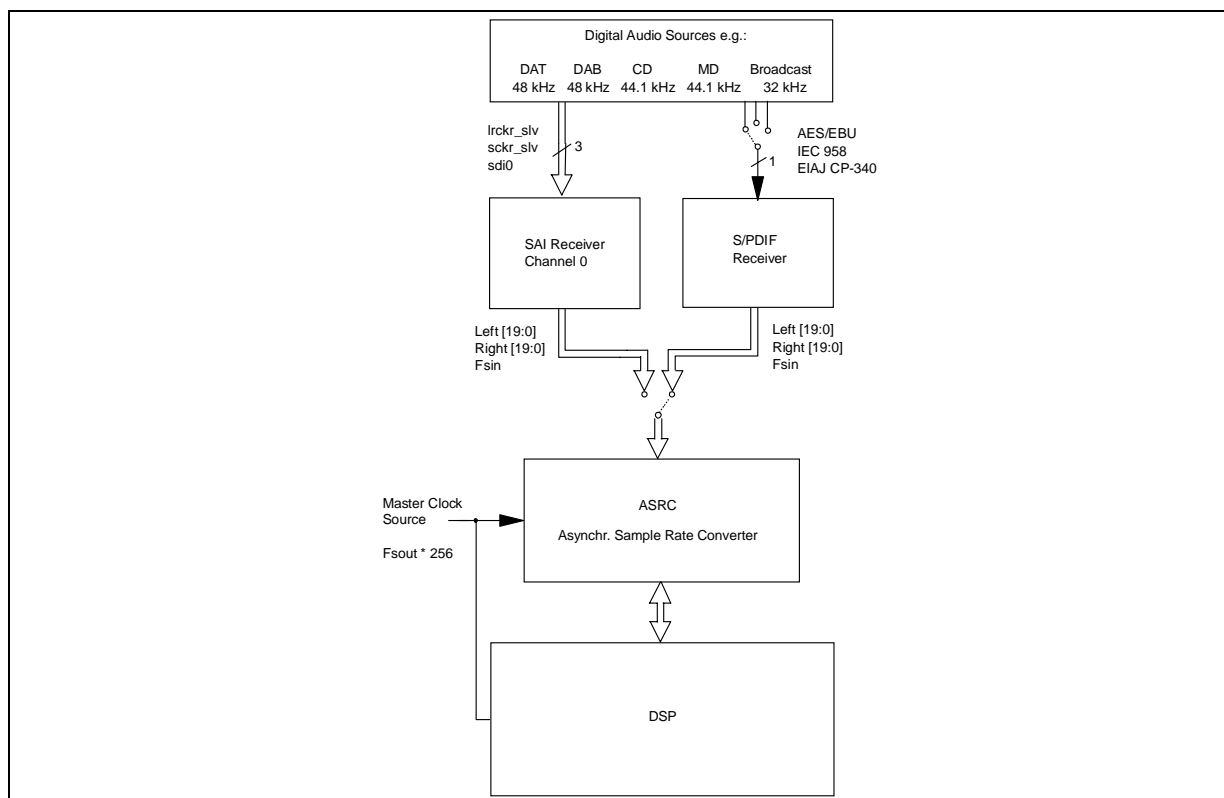 Digital Audio Sources e.g.:
DAT DAB CD MD Broadcast
48 kHz 48 kHz 44.1 kHz 44.1 kHz 32 kHz
lrckr_slv
sckr_slv
sdi0
3
AES/EBU
IEC 958
EIAJ CP-340
1
SAI Receiver
Channel 0
S/PDIF
Receiver
Left [19:0]
Right [19:0]
Fsin
Left [19:0]
Right [19:0]
Fsin
Master Clock
Source
Fsout * 256
ASRC
Asynchr. Sample Rate Converter
DSP